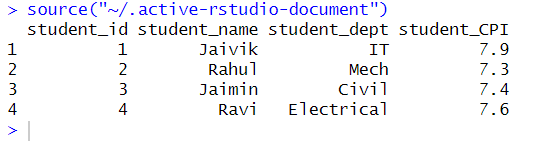 > source("~/.active-rstudio-document")
  student_id student_name student_dept student_CPI
1          1       Jaivik           IT         7.9
2          2        Rahul         Mech         7.3
3          3       Jaimin        Civil         7.4
4          4         Ravi   Electrical         7.6
>